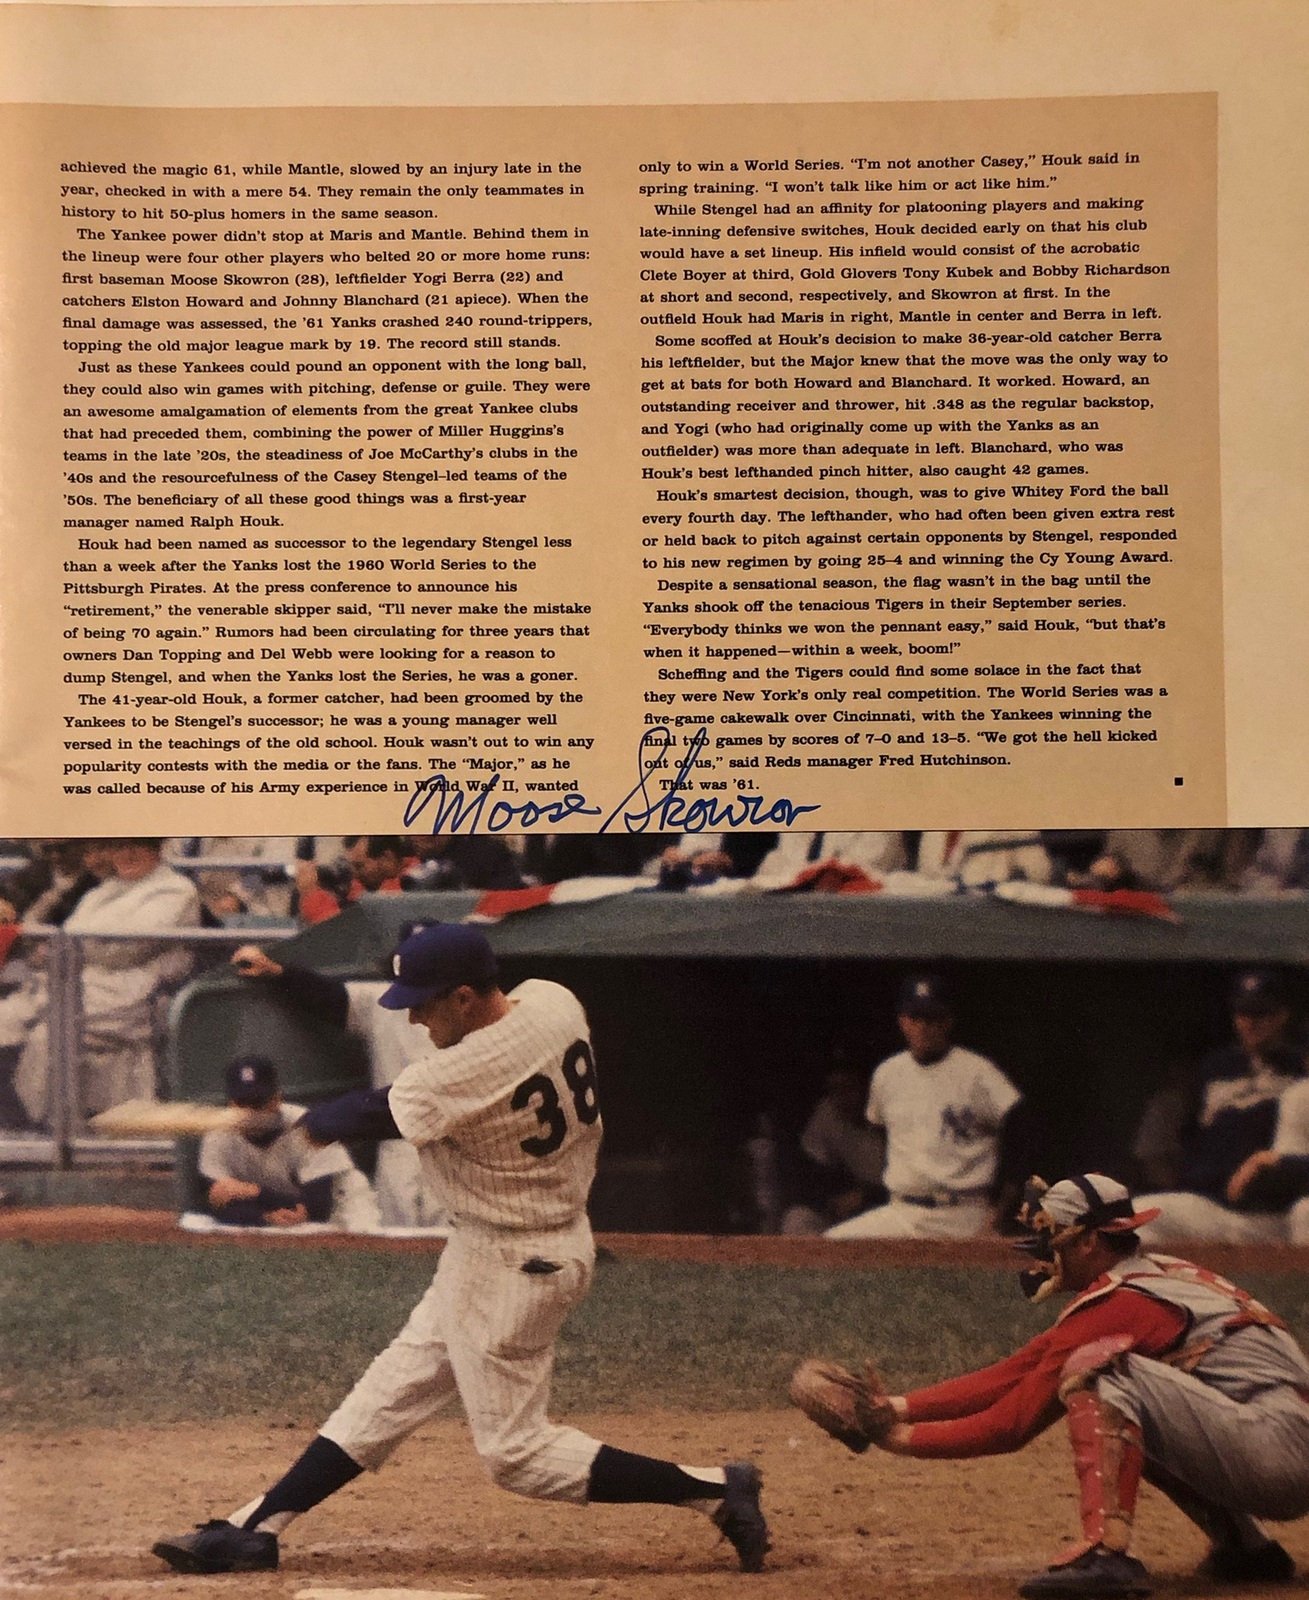 achieved the magic 61, while Mantle, slowed by an injury late in the
year, checked in with a mere 54. They remain the only teammates in
history to hit 50-plus homers in the same season.
The Yankee power didn't stop at Maris and Mantle. Behind them in
the lineup were four other players who belted 20 or more home runs:
first baseman Moose Skowron (28), leftfielder Yogi Berra (22) and
catchers Elston Howard and Johnny Blanchard (21 apiece). When the
final damage was assessed, the '61 Yanks crashed 240 round-trippers,
topping the old major league mark by 19. The record still stands.
Just as these Yankees could pound an opponent with the long ball,
they could also win games with pitching, defense or guile. They were
an awesome amalgamation of elements from the great Yankee clubs
that had preceded them, combining the power of Miller Huggins's
teams in the late '20s, the steadiness of Joe McCarthy's clubs in the
'40s and the resourcefulness of the Casey Stengel–led teams of the
'50s. The beneficiary of all these good things was a first-year
manager named Ralph Houk.
Houk had been named as successor to the legendary Stengel less
than a week after the Yanks lost the 1960 World Series to the
Pittsburgh Pirates. At the press conference to announce his
“retirement,” the venerable skipper said, “I'll never make the mistake
of being 70 again.” Rumors had been circulating for three years that
owners Dan Topping and Del Webb were looking for a reason to
dump Stengel, and when the Yanks lost the Series, he was a goner.
The 41-year-old Houk, a former catcher, had been groomed by the
Yankees to be Stengel's successor; he was a young manager well
versed in the teachings of the old school. Houk wasn't out to win any
popularity contests with the media or the fans. The “Major,” as he
was called because of his Army experience in World War II, wanted
only to win a World Series. “I'm not another Casey,” Houk said in
spring training. “I won't talk like him or act like him.”
While Stengel had an affinity for platooning players and making
late-inning defensive switches, Houk decided early on that his club
would have a set lineup. His infield would consist of the acrobatic
Clete Boyer at third, Gold Glovers Tony Kubek and Bobby Richardson
at short and second, respectively, and Skowron at first. In the
outfield Houk had Maris in right, Mantle in center and Berra in left.
Some scoffed at Houk's decision to make 36-year-old catcher Berra
his leftfielder, but the Major knew that the move was the only way to
get at bats for both Howard and Blanchard. It worked. Howard, an
outstanding receiver and thrower, hit .348 as the regular backstop,
and Yogi (who had originally come up with the Yanks as an
outfielder) was more than adequate in left. Blanchard, who was
Houk's best lefthanded pinch hitter, also caught 42 games.
Houk's smartest decision, though, was to give Whitey Ford the ball
every fourth day. The lefthander, who had often been given extra rest
or held back to pitch against certain opponents by Stengel, responded
to his new regimen by going 25–4 and winning the Cy Young Award.
Despite a sensational season, the flag wasn't in the bag until the
Yanks shook off the tenacious Tigers in their September series.
“Everybody thinks we won the pennant easy,” said Houk, “but that's
when it happened—within a week, boom!”
Scheffing and the Tigers could find some solace in the fact that
they were New York's only real competition. The World Series was a
five-game cakewalk over Cincinnati, with the Yankees winning the
final two games by scores of 7–0 and 13–5. “We got the hell kicked
out of us,” said Reds manager Fred Hutchinson.
That was '61.
Moose Skowron
38
NY